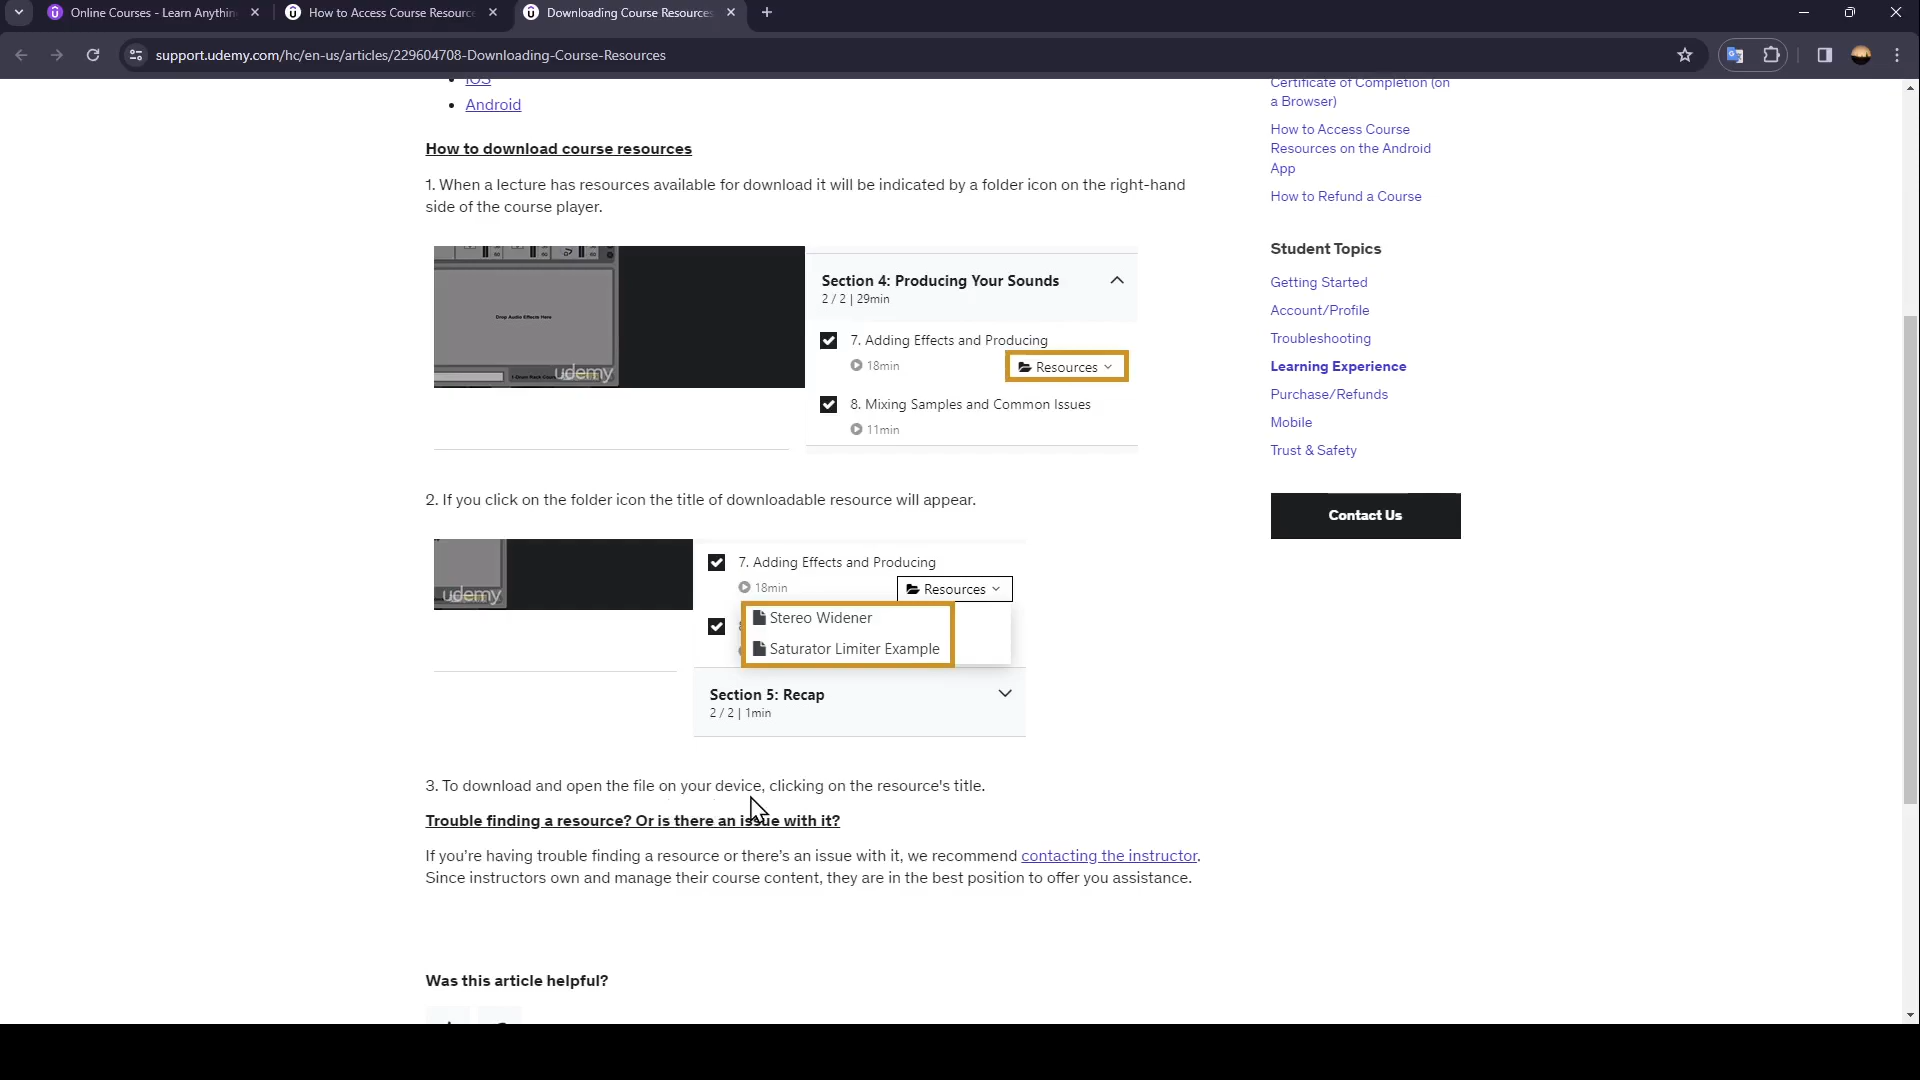 Online Courses - Learn Anythin
How to Access Course Resource
Downloading Course Resources
support.udemy.com/hc/en-us/articles/229604708-Downloading-Course-Resources
iOS
Android
How to download course resources
1. When a lecture has resources available for download it will be indicated by a folder icon on the right-hand
side of the course player.
Drop Audio Effects Here
udemy
Section 4: Producing Your Sounds
2 / 2 | 29min
7. Adding Effects and Producing
18min
Resources
8. Mixing Samples and Common Issues
11min
2. If you click on the folder icon the title of downloadable resource will appear.
udemy
7. Adding Effects and Producing
18min
Resources
Stereo Widener
Saturator Limiter Example
Section 5: Recap
2 / 2 | 1min
3. To download and open the file on your device, clicking on the resource's title.
Trouble finding a resource? Or is there an issue with it?
If you’re having trouble finding a resource or there’s an issue with it, we recommend contacting the instructor.
Since instructors own and manage their course content, they are in the best position to offer you assistance.
Was this article helpful?
Certificate of Completion (on
a Browser)
How to Access Course
Resources on the Android
App
How to Refund a Course
Student Topics
Getting Started
Account/Profile
Troubleshooting
Learning Experience
Purchase/Refunds
Mobile
Trust & Safety
Contact Us